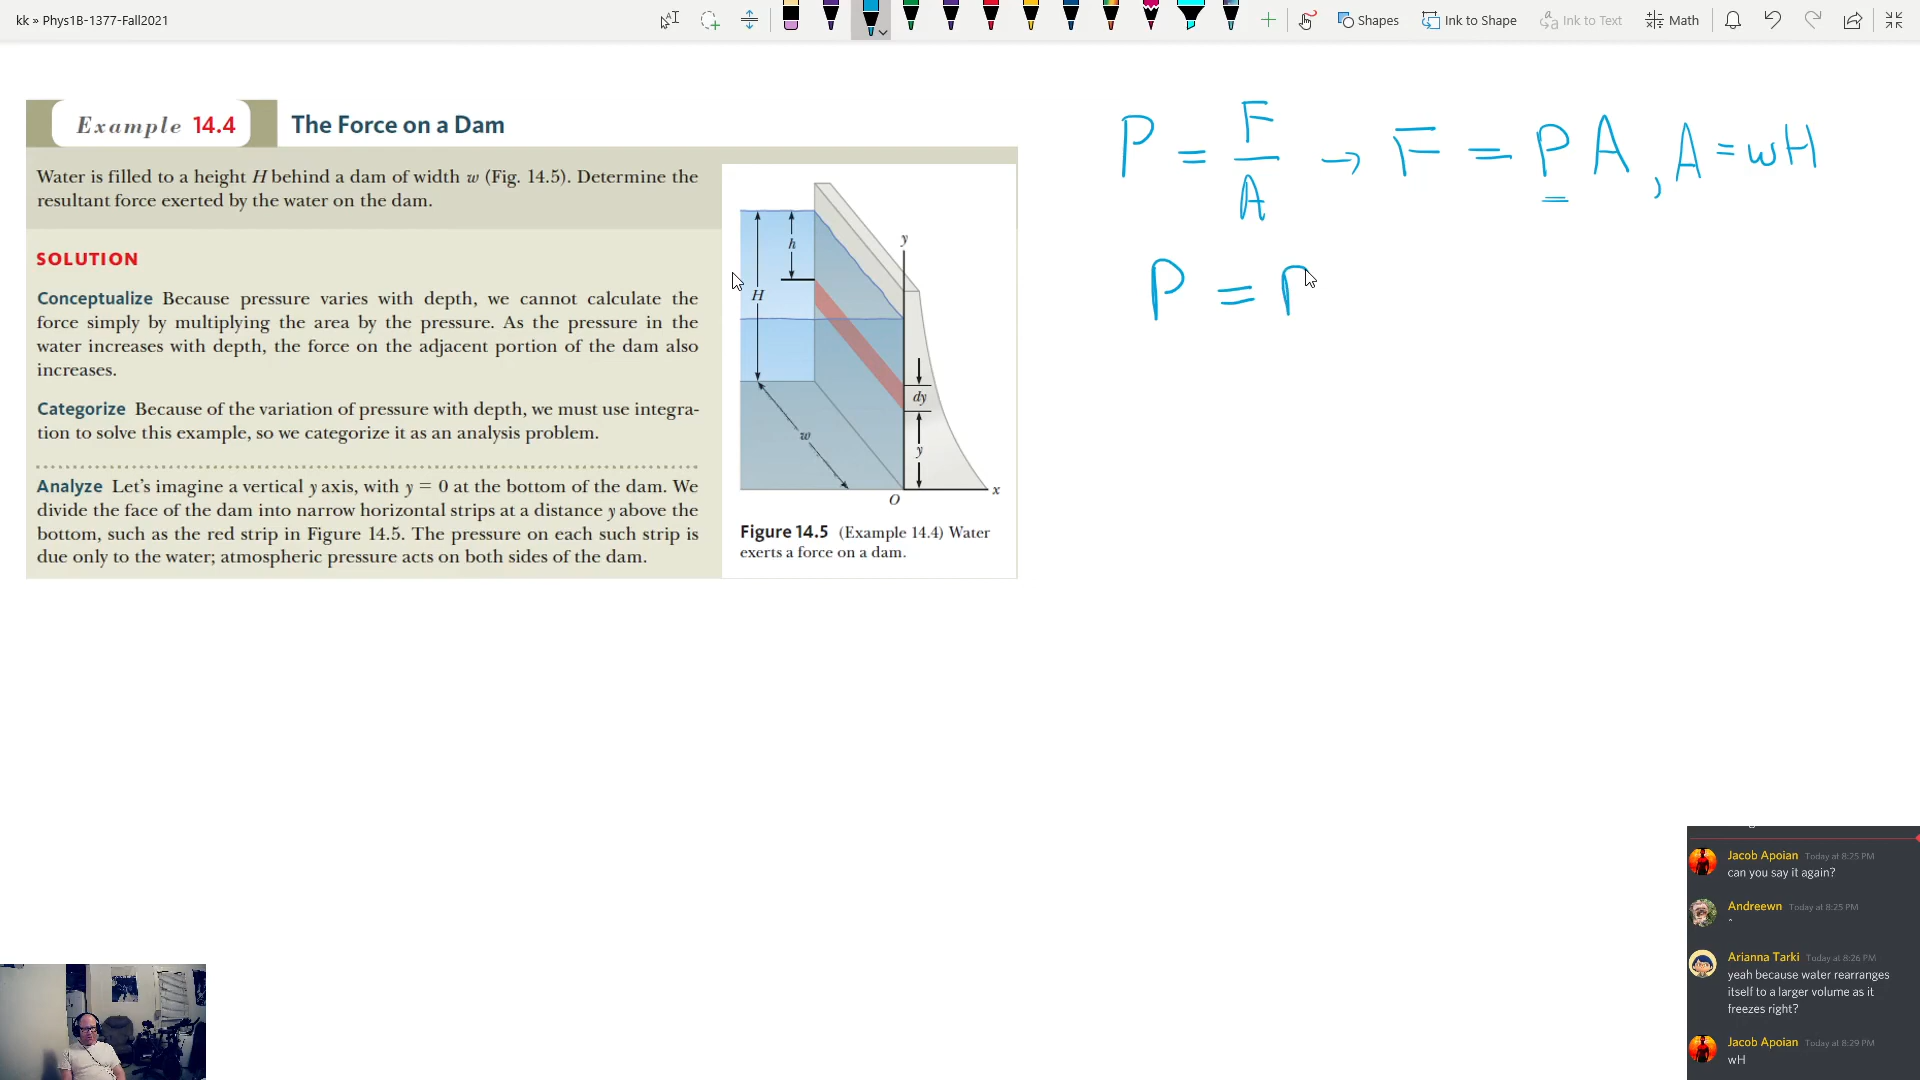 kk » Phys1B-1377-Fall2021
Shapes
Ink to Shape
Ink to Text
Math
Example 14.4
The Force on a Dam
Water is filled to a height H behind a dam of width w (Fig. 14.5). Determine the
resultant force exerted by the water on the dam.
SOLUTION
Conceptualize Because pressure varies with depth, we cannot calculate the
force simply by multiplying the area by the pressure. As the pressure in the
water increases with depth, the force on the adjacent portion of the dam also
increases.
Categorize Because of the variation of pressure with depth, we must use integra-
tion to solve this example, so we categorize it as an analysis problem.
Analyze Let's imagine a vertical y axis, with y = 0 at the bottom of the dam. We
divide the face of the dam into narrow horizontal strips at a distance y above the
bottom, such as the red strip in Figure 14.5. The pressure on each such strip is
due only to the water; atmospheric pressure acts on both sides of the dam.
h
y
H
dy
w
y
O
x
Figure 14.5 (Example 14.4) Water
exerts a force on a dam.
P = F/A → F = PA, A = wH
P = P
Jacob Apoian Today at 8:25 PM
can you say it again?
Andreewn Today at 8:25 PM
^
Arianna Tarki Today at 8:26 PM
yeah because water rearranges
itself to a larger volume as it
freezes right?
Jacob Apoian Today at 8:29 PM
wH